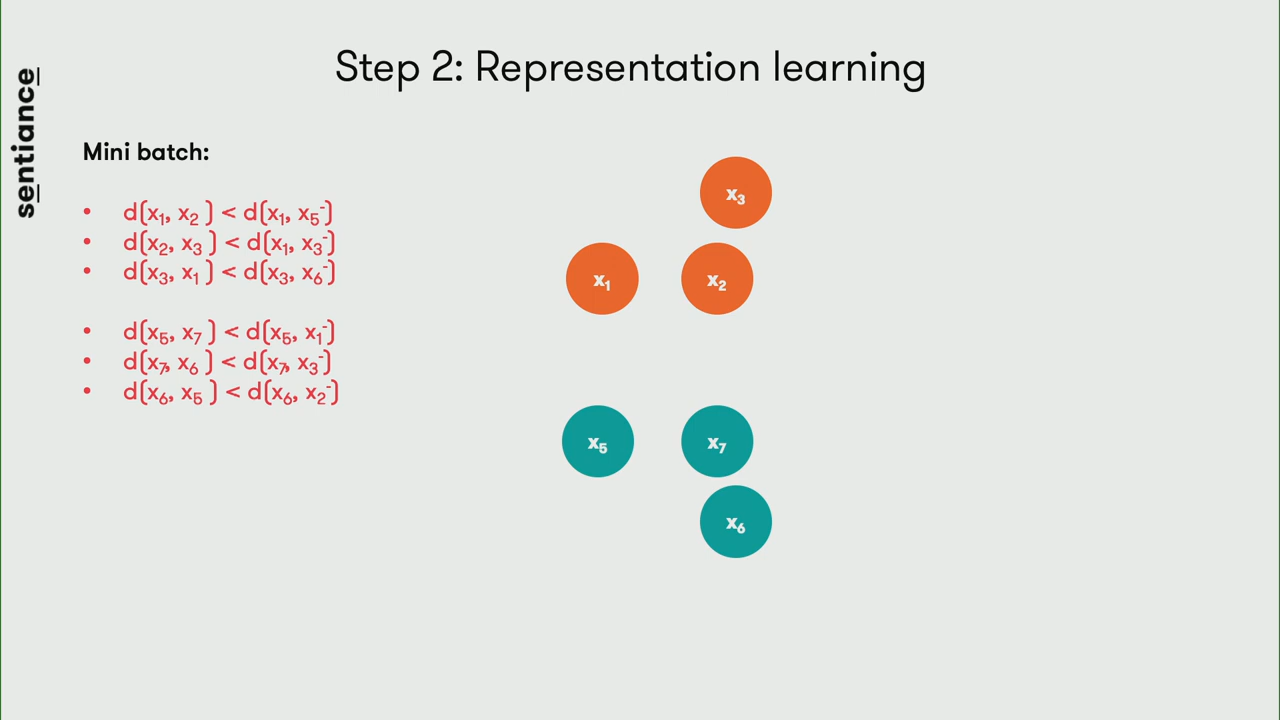 sentiance
Step 2: Representation learning
Mini batch:
• d(x₁, x₂ ) < d(x₁, x₅⁻)
• d(x₂, x₃ ) < d(x₁, x₃⁻)
• d(x₃, x₁ ) < d(x₃, x₆⁻)
• d(x₅, x₇ ) < d(x₅, x₁⁻)
• d(x₇, x₆ ) < d(x₇, x₃⁻)
• d(x₆, x₅ ) < d(x₆, x₂⁻)
x₃
x₁ x₂
x₅ x₇
x₆